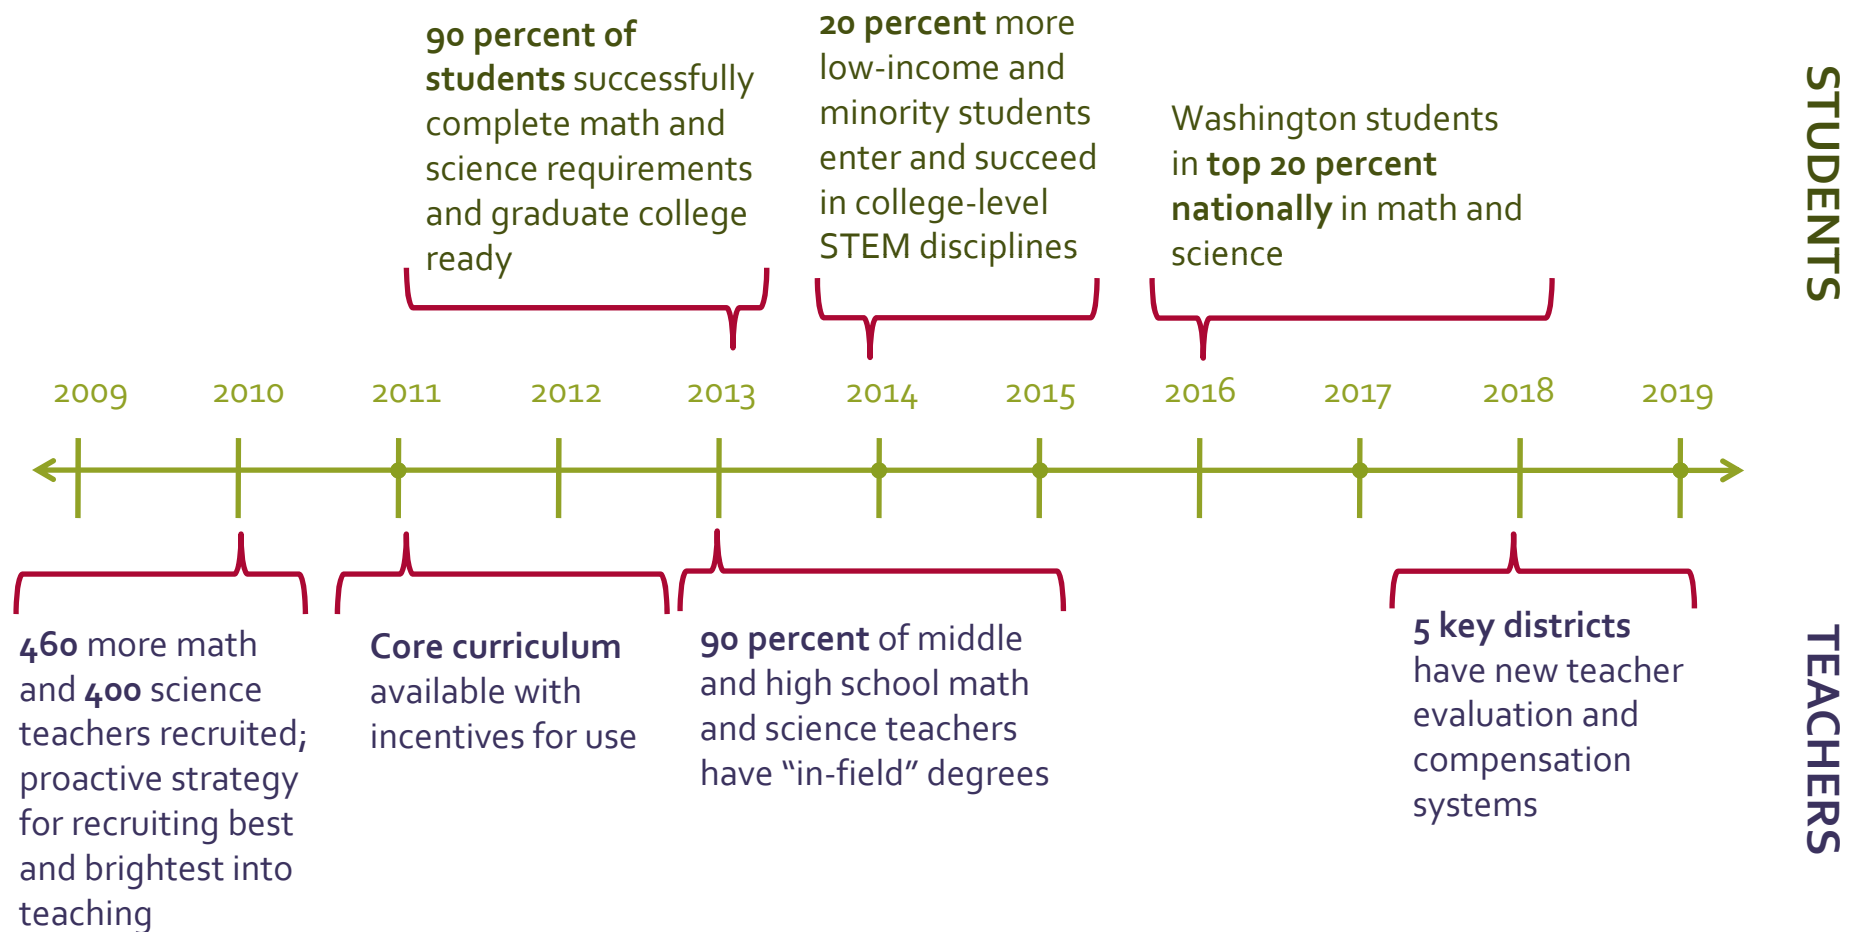 90 percent of
students successfully
complete math and
science requirements
and graduate college
ready
20 percent more
low-income and
minority students
enter and succeed
in college-level
STEM disciplines
Washington students
in top 20 percent
nationally in math and
science
STUDENTS
2009 2010 2011 2012 2013 2014 2015 2016 2017 2018 2019
460 more math
and 400 science
teachers recruited;
proactive strategy
for recruiting best
and brightest into
teaching
Core curriculum
available with
incentives for use
90 percent of middle
and high school math
and science teachers
have “in-field” degrees
5 key districts
have new teacher
evaluation and
compensation
systems
TEACHERS